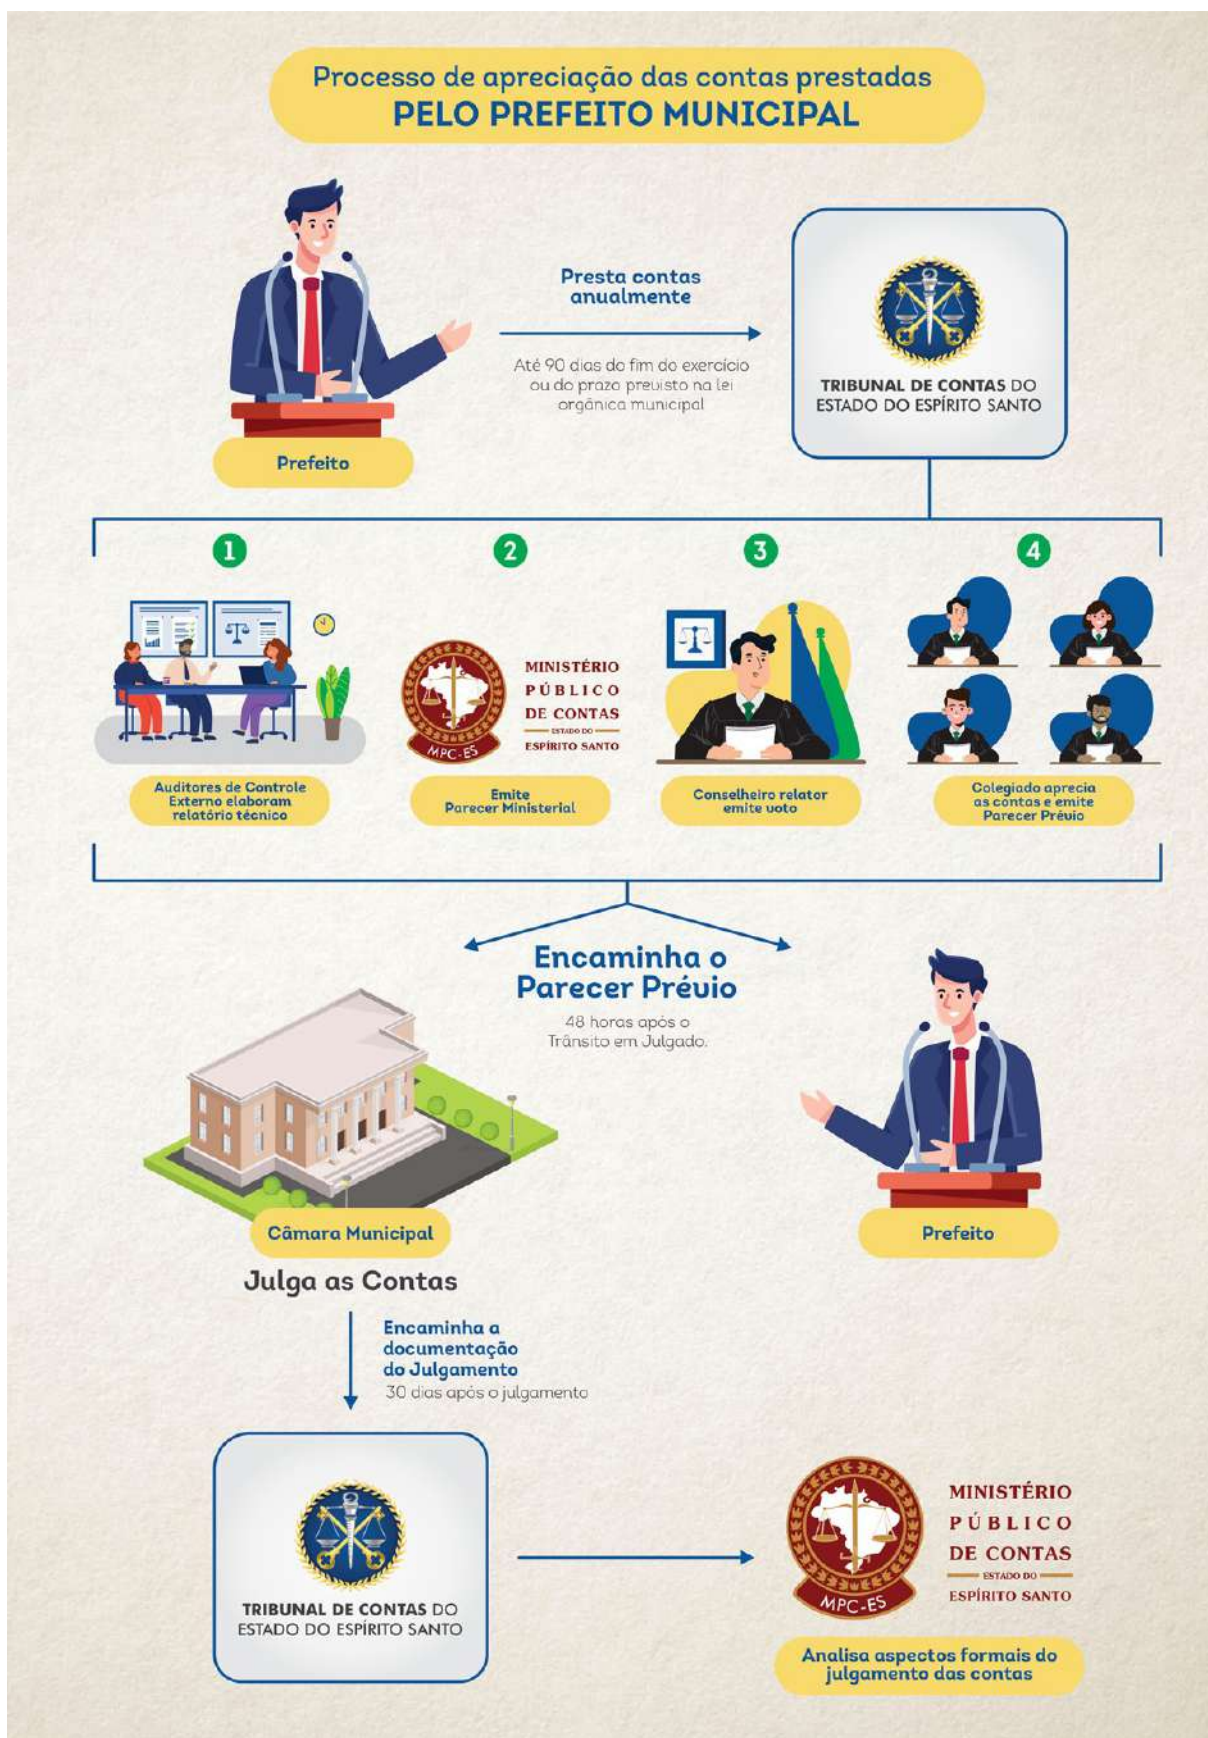 Processo de apreciação das contas prestadas
PELO PREFEITO MUNICIPAL
Presta contas
anualmente
Até 90 dias do fim do exercício
ou do prazo previsto na lei
orgânica municipal
TRIBUNAL DE CONTAS DO
ESTADO DO ESPÍRITO SANTO
Prefeito
1
2
3
4
MINISTÉRIO
PÚBLICO
DE CONTAS
ESTADO DO
ESPÍRITO SANTO
MPC-ES
Auditores de Controle
Externo elaboram
relatório técnico
Emite
Parecer Ministerial
Conselheiro relator
emite voto
Colegiado aprecia
as contas e emite
Parecer Prévio
Encaminha o
Parecer Prévio
48 horas após o
Trânsito em Julgado.
Câmara Municipal
Prefeito
Julga as Contas
Encaminha a
documentação
do Julgamento
30 dias após o julgamento
TRIBUNAL DE CONTAS DO
ESTADO DO ESPÍRITO SANTO
MINISTÉRIO
PÚBLICO
DE CONTAS
ESTADO DO
ESPÍRITO SANTO
MPC-ES
Analisa aspectos formais do
julgamento das contas